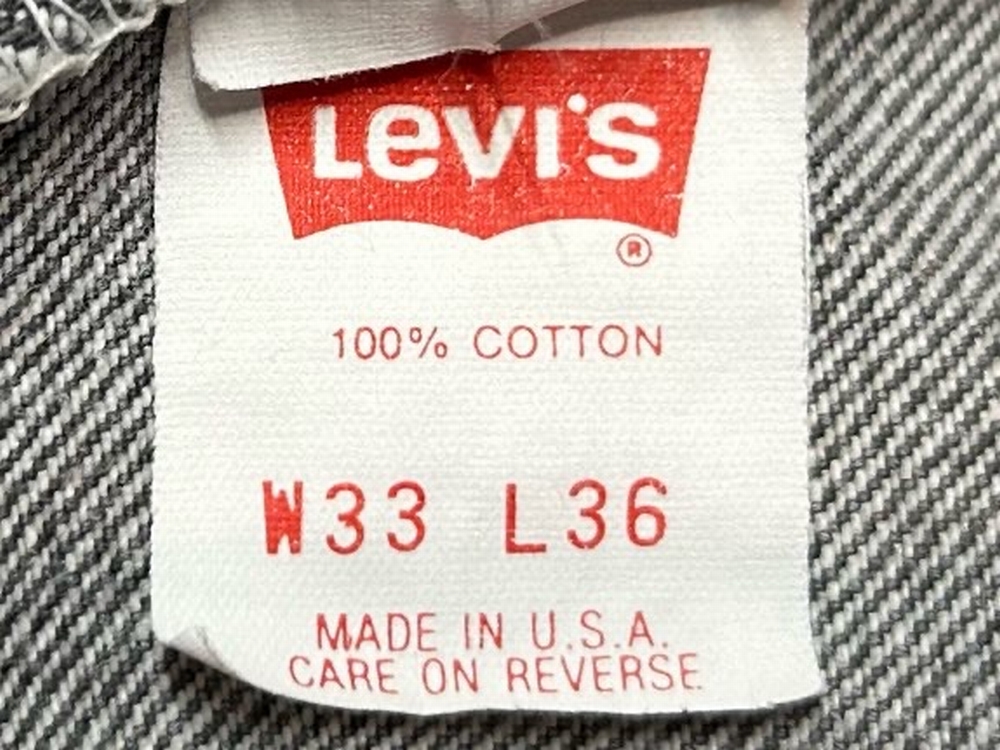 LEVI'S
®
100% COTTON
W33 L36
MADE IN U.S.A.
CARE ON REVERSE